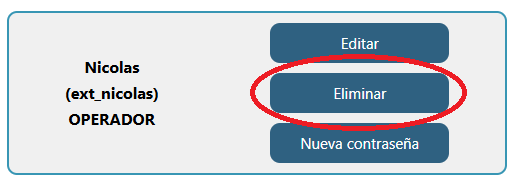 Nicolas
(ext_nicolas)
OPERADOR
Editar
Eliminar
Nueva contraseña